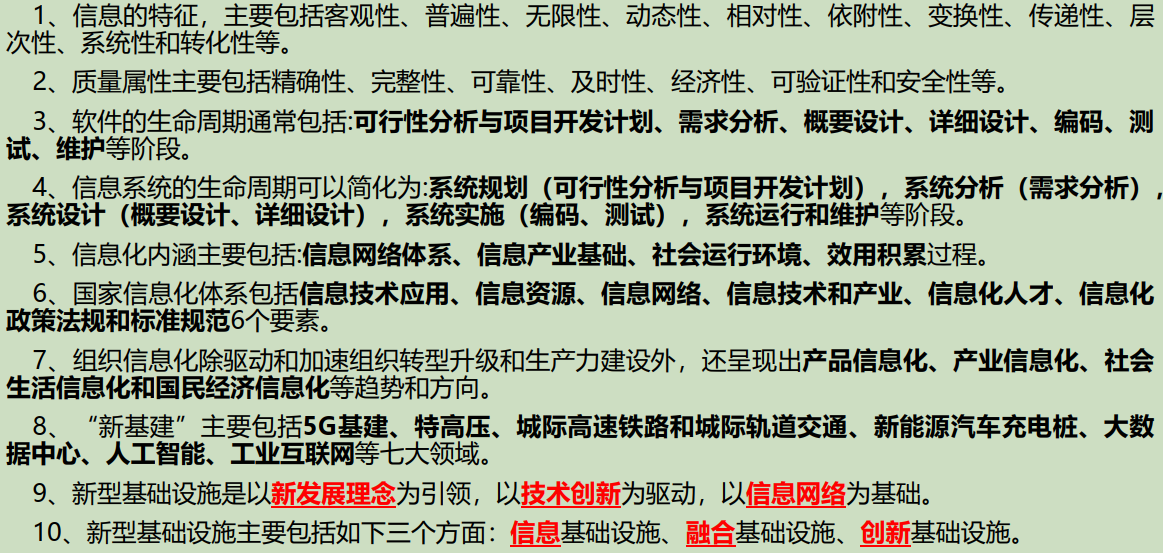 1、信息的特征，主要包括客观性、普遍性、无限性、动态性、相对性、依附性、变换性、传递性、层
次性、系统性和转化性等。
2、质量属性主要包括精确性、完整性、可靠性、及时性、经济性、可验证性和安全性等。
3、软件的生命周期通常包括:可行性分析与项目开发计划、需求分析、概要设计、详细设计、编码、测
试、维护等阶段。
4、信息系统的生命周期可以简化为:系统规划（可行性分析与项目开发计划），系统分析（需求分析），
系统设计（概要设计、详细设计），系统实施（编码、测试），系统运行和维护等阶段。
5、信息化内涵主要包括:信息网络体系、信息产业基础、社会运行环境、效用积累过程。
6、国家信息化体系包括信息技术应用、信息资源、信息网络、信息技术和产业、信息化人才、信息化
政策法规和标准规范6个要素。
7、组织信息化除驱动和加速组织转型升级和生产力建设外，还呈现出产品信息化、产业信息化、社会
生活信息化和国民经济信息化等趋势和方向。
8、“新基建”主要包括5G基建、特高压、城际高速铁路和城际轨道交通、新能源汽车充电桩、大数
据中心、人工智能、工业互联网等七大领域。
9、新型基础设施是以新发展理念为引领，以技术创新为驱动，以信息网络为基础。
10、新型基础设施主要包括如下三个方面：信息基础设施、融合基础设施、创新基础设施。